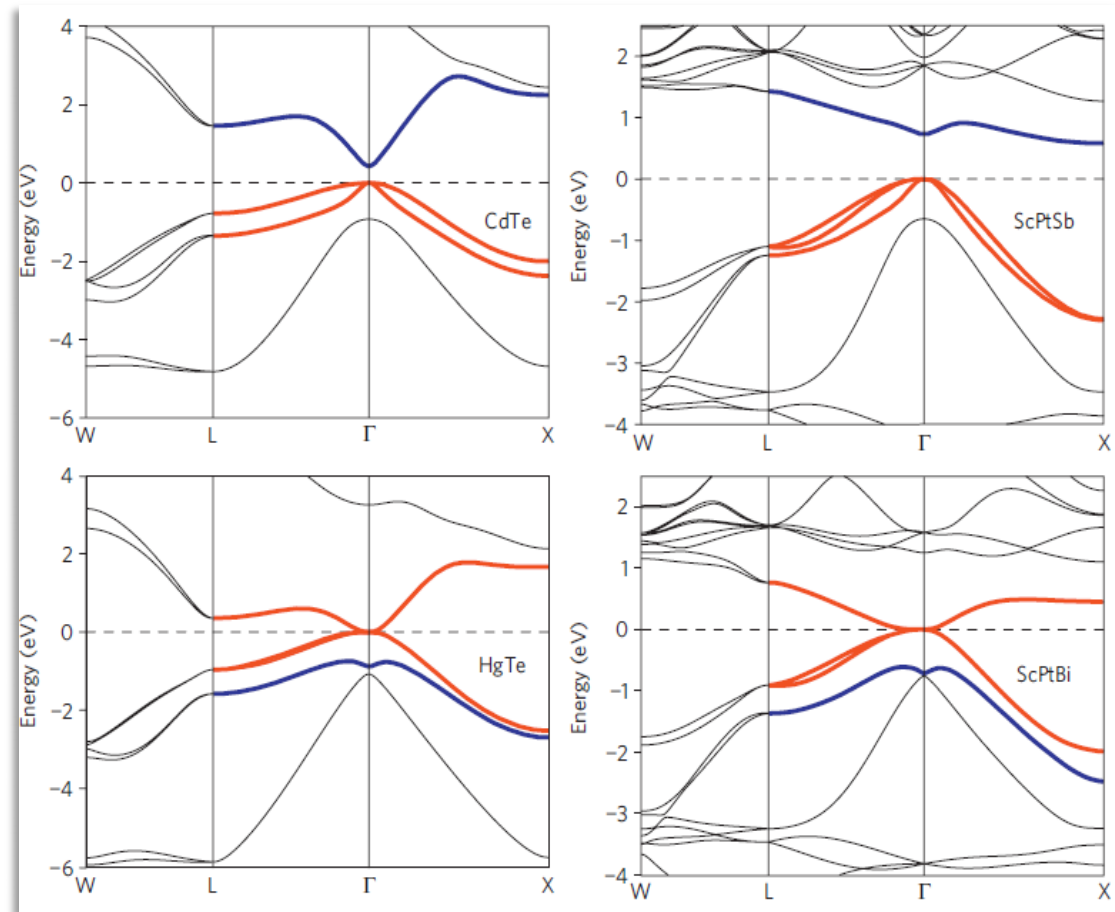 4
2
0
−2
−4
−6
Energy (eV)
CdTe
W L Γ X
2
1
0
−1
−2
−3
−4
Energy (eV)
ScPtSb
W L Γ X
4
2
0
−2
−4
−6
Energy (eV)
HgTe
W L Γ X
2
1
0
−1
−2
−3
−4
Energy (eV)
ScPtBi
W L Γ X